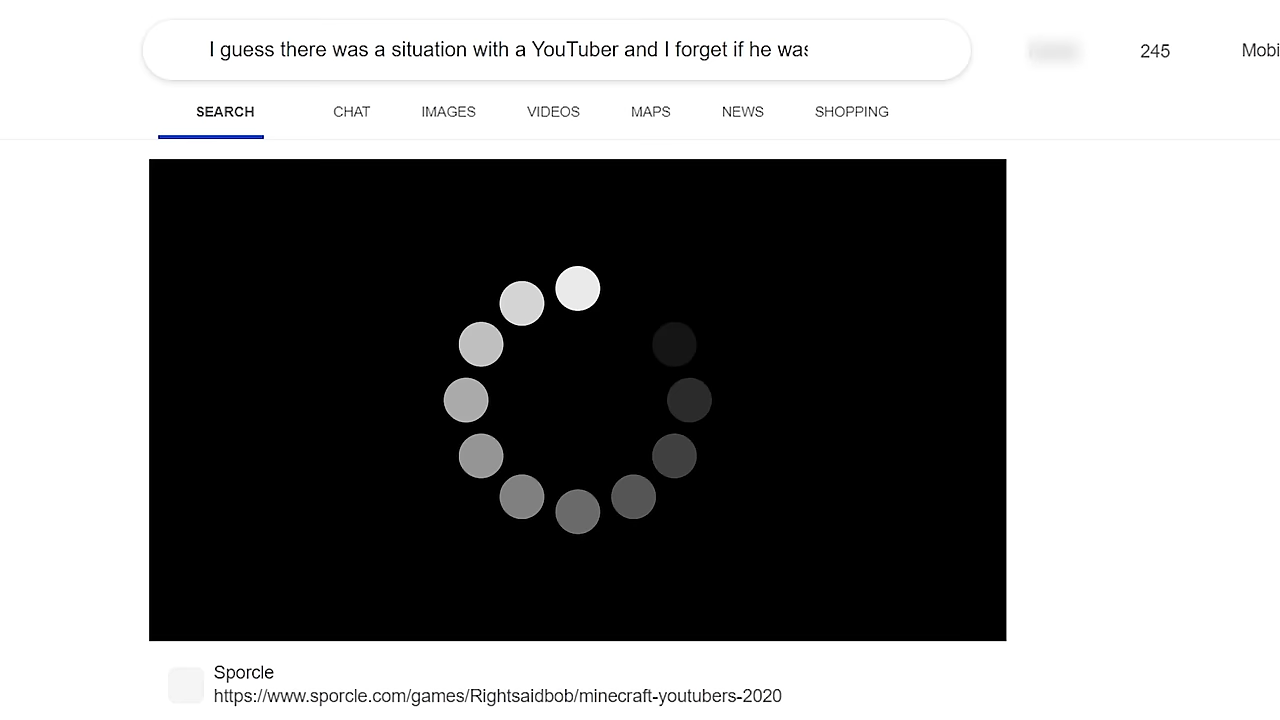 I guess there was a situation with a YouTuber and I forget if he was
245
Mobi
SEARCH
CHAT
IMAGES
VIDEOS
MAPS
NEWS
SHOPPING
Sporcle
https://www.sporcle.com/games/Rightsaidbob/minecraft-youtubers-2020